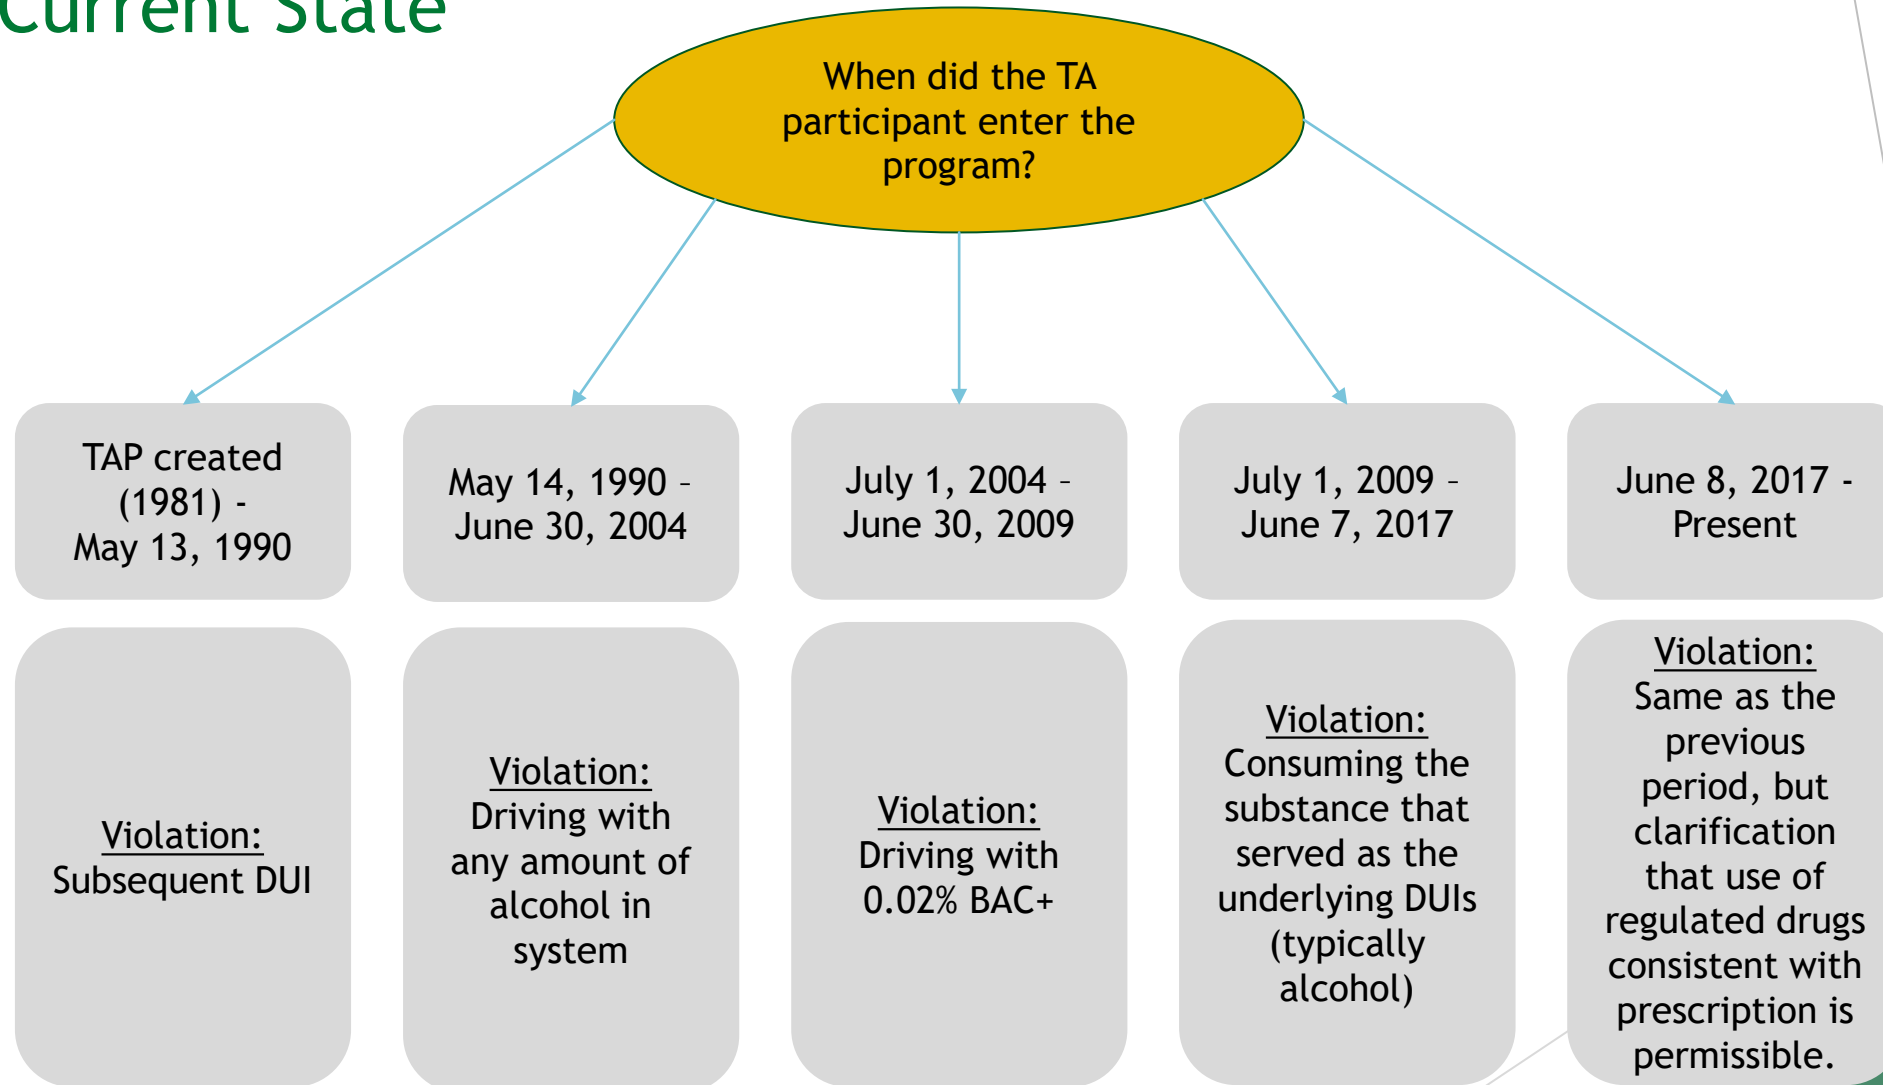 Current State
When did the TA
participant enter the
program?
TAP created
(1981) -
May 13, 1990
May 14, 1990 –
June 30, 2004
July 1, 2004 –
June 30, 2009
July 1, 2009 –
June 7, 2017
June 8, 2017 -
Present
Violation:
Subsequent DUI
Violation:
Driving with
any amount of
alcohol in
system
Violation:
Driving with
0.02% BAC+
Violation:
Consuming the
substance that
served as the
underlying DUIs
(typically
alcohol)
Violation:
Same as the
previous
period, but
clarification
that use of
regulated drugs
consistent with
prescription is
permissible.